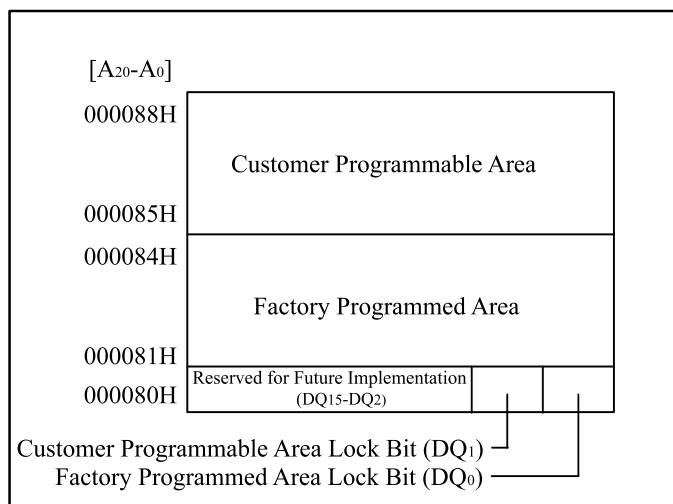 [A20-A0]
000088H
Customer Programmable Area
000085H
000084H
Factory Programmed Area
000081H
Reserved for Future Implementation
(DQ15-DQ2)
000080H
Customer Programmable Area Lock Bit (DQ1)
Factory Programmed Area Lock Bit (DQ0)